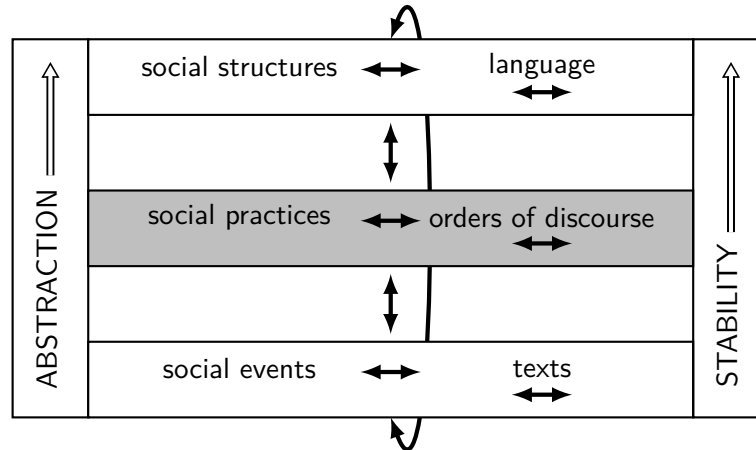 social structures language
social practices orders of discourse
social events texts
ABSTRACTION
STABILITY